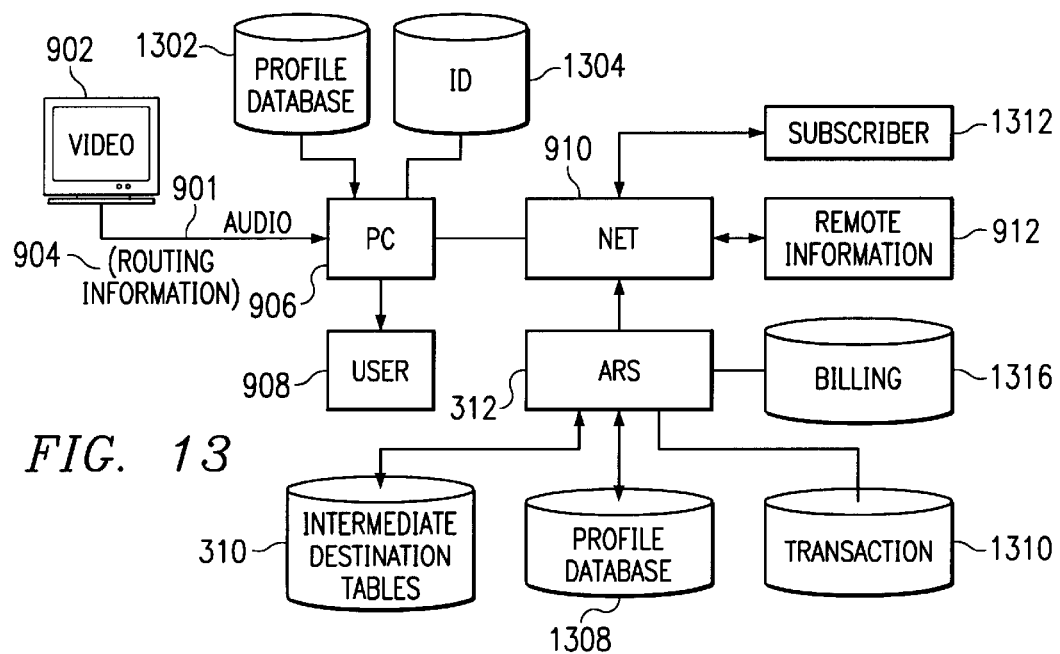 1302
902
PROFILE
DATABASE
ID
1304
VIDEO
910
SUBSCRIBER
1312
901
AUDIO
904
(ROUTING
INFORMATION)
PC
NET
REMOTE
INFORMATION
912
906
USER
908
ARS
312
BILLING
1316
FIG. 13
310
INTERMEDIATE
DESTINATION
TABLES
PROFILE
DATABASE
1308
TRANSACTION
1310